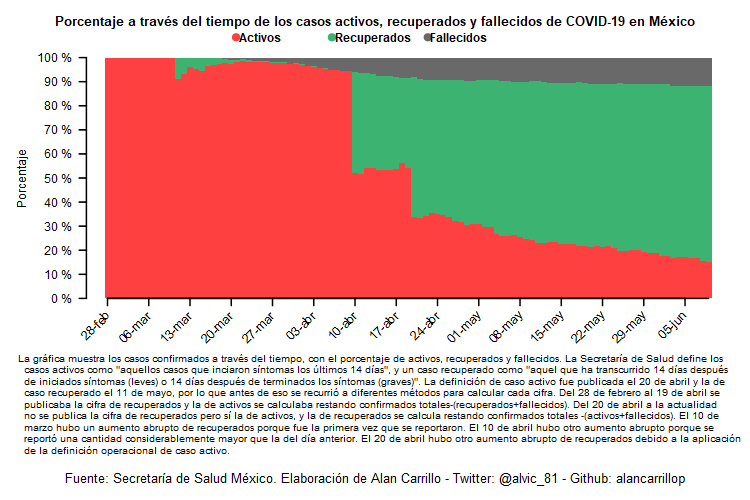 Porcentaje a través del tiempo de los casos activos, recuperados y fallecidos de COVID-19 en México
Activos Recuperados Fallecidos
Porcentaje
100 %
90 %
80 %
70 %
60 %
50 %
40 %
30 %
20 %
10 %
0 %
28-feb 06-mar 13-mar 20-mar 27-mar 03-abr 10-abr 17-abr 24-abr 01-may 08-may 15-may 22-may 29-may 05-jun
La gráfica muestra los casos confirmados a través del tiempo, con el porcentaje de activos, recuperados y fallecidos. La Secretaría de Salud define los
casos activos como "aquellos casos que inciaron síntomas los últimos 14 días", y un caso recuperado como "aquel que ha transcurrido 14 días después
de iniciados síntomas (leves) o 14 días después de terminados los síntomas (graves)". La definición de caso activo fue publicada el 20 de abril y la de
caso recuperado el 11 de mayo, por lo que antes de eso se recurrió a diferentes métodos para calcular cada cifra. Del 28 de febrero al 19 de abril se
publicaba la cifra de recuperados y la de activos se calculaba restando confirmados totales-(recuperados+fallecidos). Del 20 de abril a la actualidad
no se publica la cifra de recuperados pero sí la de activos, y la de recuperados se calcula restando confirmados totales -(activos+fallecidos). El 10 de
marzo hubo un aumento abrupto de recuperados porque fue la primera vez que se reportaron. El 10 de abril hubo otro aumento abrupto porque se
reportó una cantidad considerablemente mayor que la del día anterior. El 20 de abril hubo otro aumento abrupto de recuperados debido a la aplicación
de la definición operacional de caso activo.
Fuente: Secretaría de Salud México. Elaboración de Alan Carrillo - Twitter: @alvic_81 - Github: alancarrillop